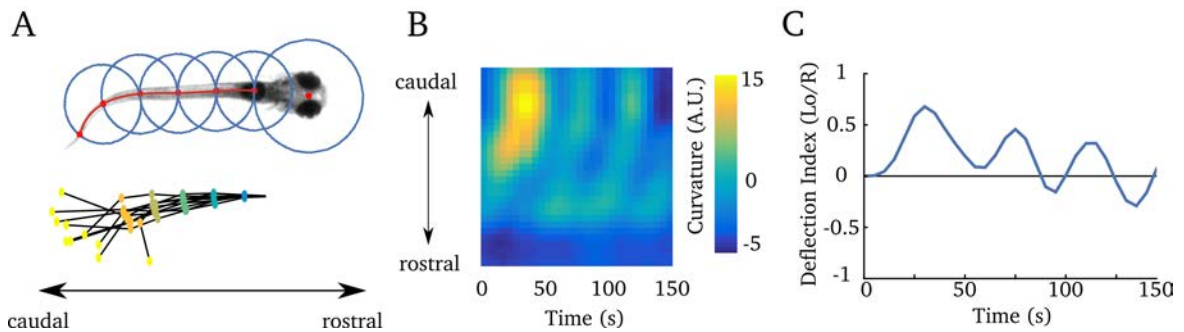 A
caudal
rostral
B
caudal
rostral
0
50
100
150
Time (s)
15
0
-5
Curvature (A.U.)
C
1
0.5
0
-0.5
-1
Deflection Index (Lo/R)
0
50
100
150
Time (s)